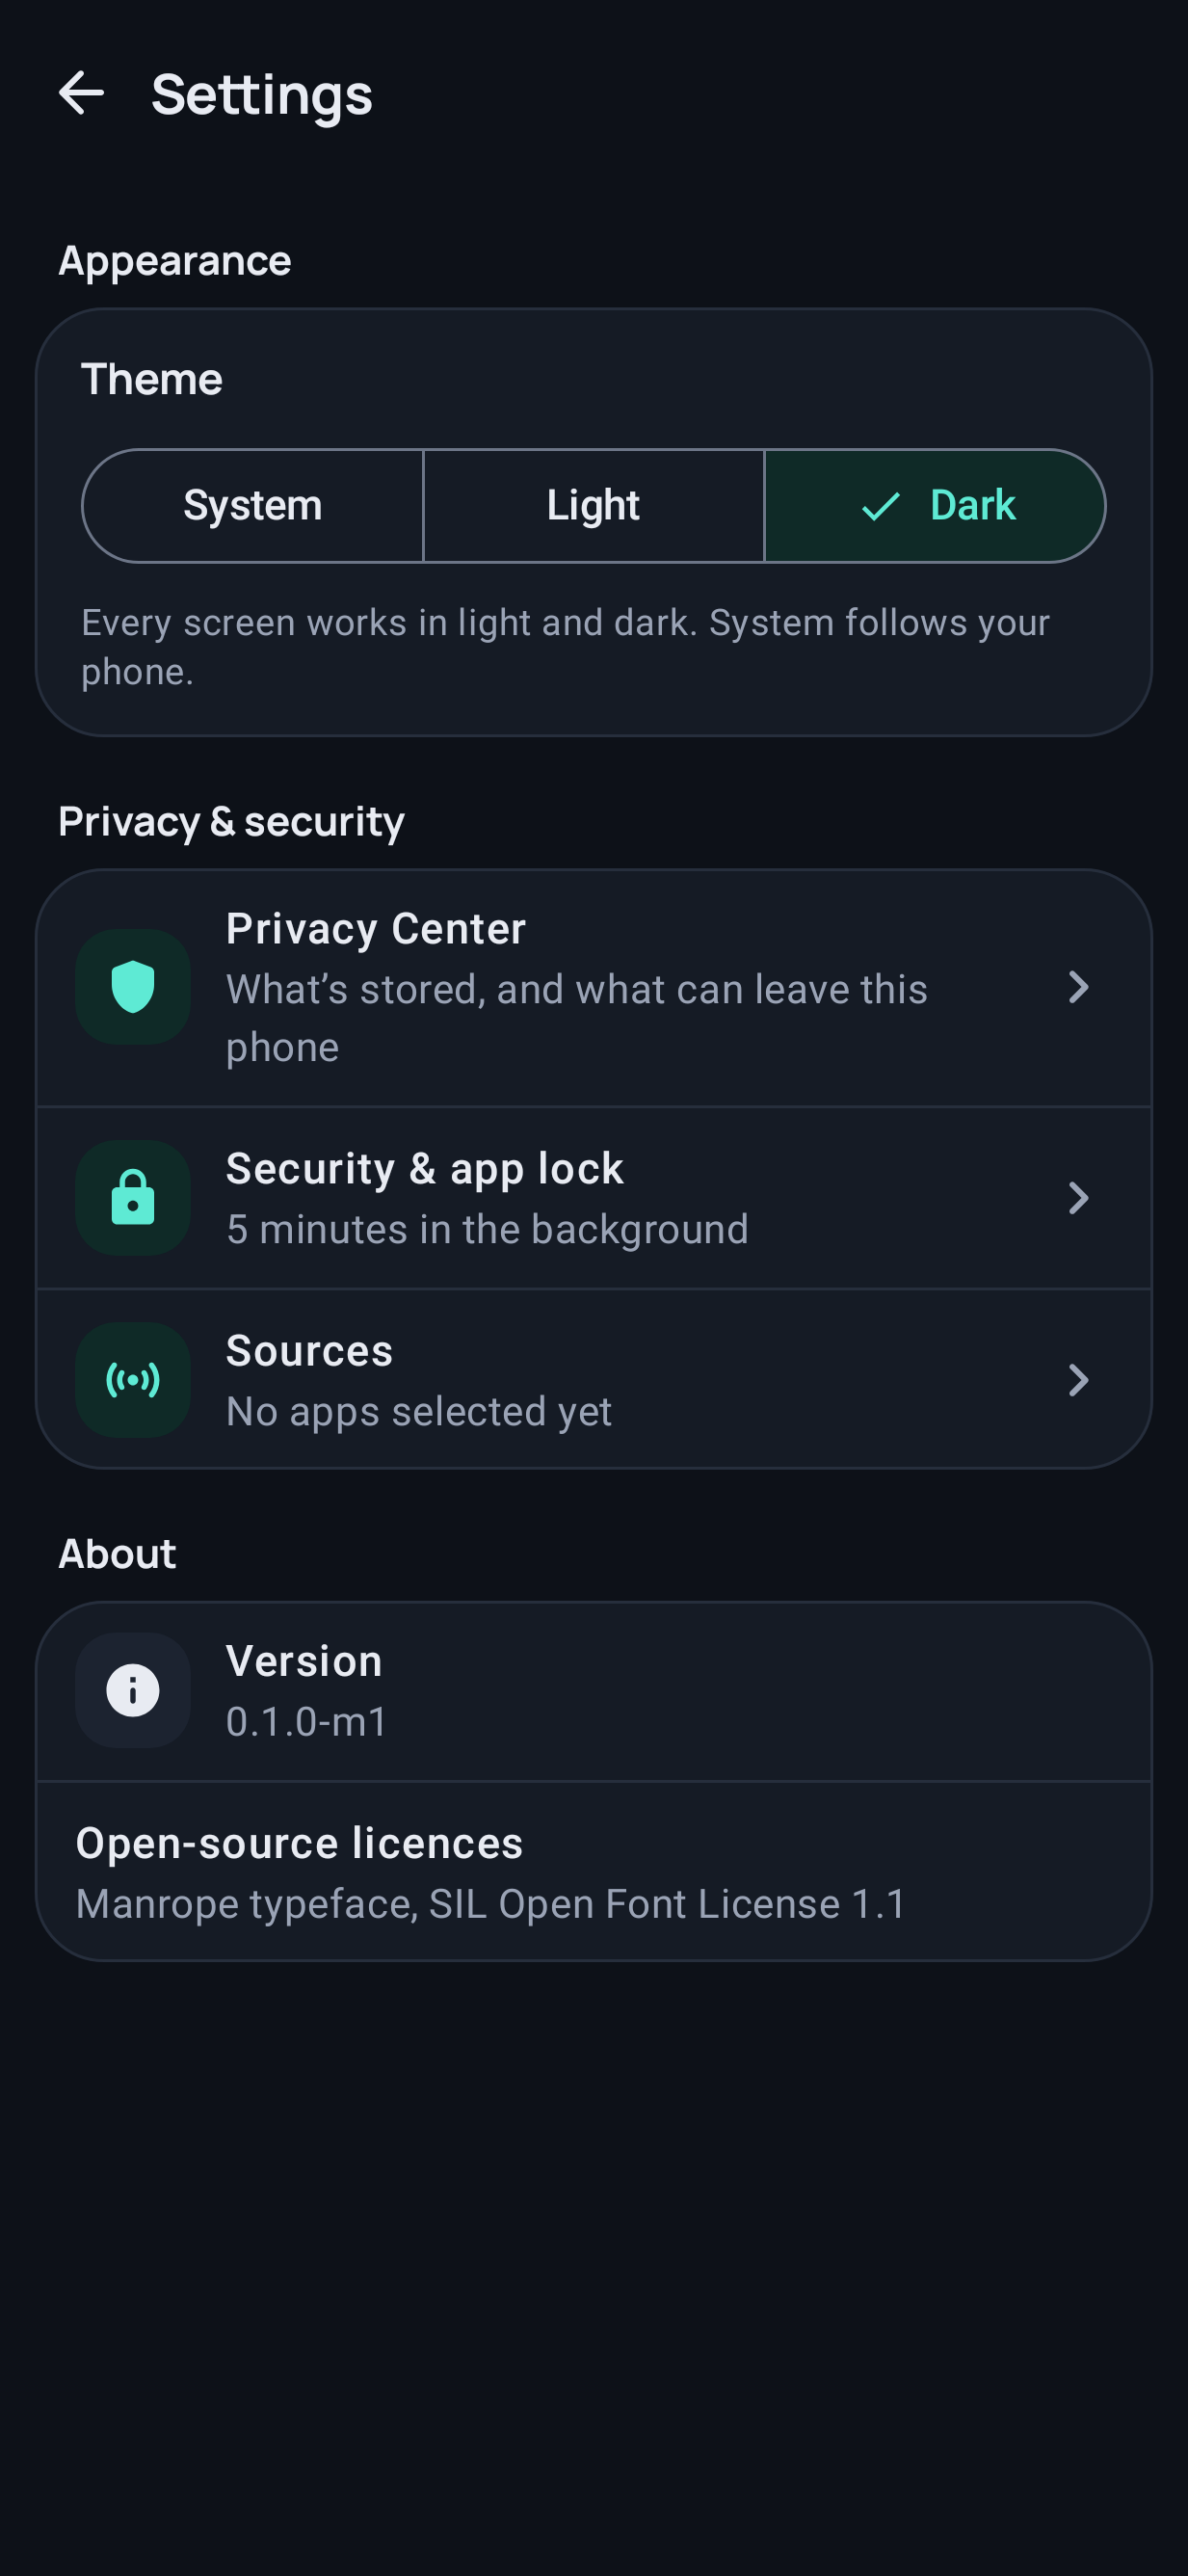 Settings
Appearance
Theme
System
Light
Dark
Every screen works in light and dark. System follows your
phone.
Privacy & security
Privacy Center
What’s stored, and what can leave this
phone
Security & app lock
5 minutes in the background
Sources
No apps selected yet
About
Version
0.1.0-m1
Open-source licences
Manrope typeface, SIL Open Font License 1.1